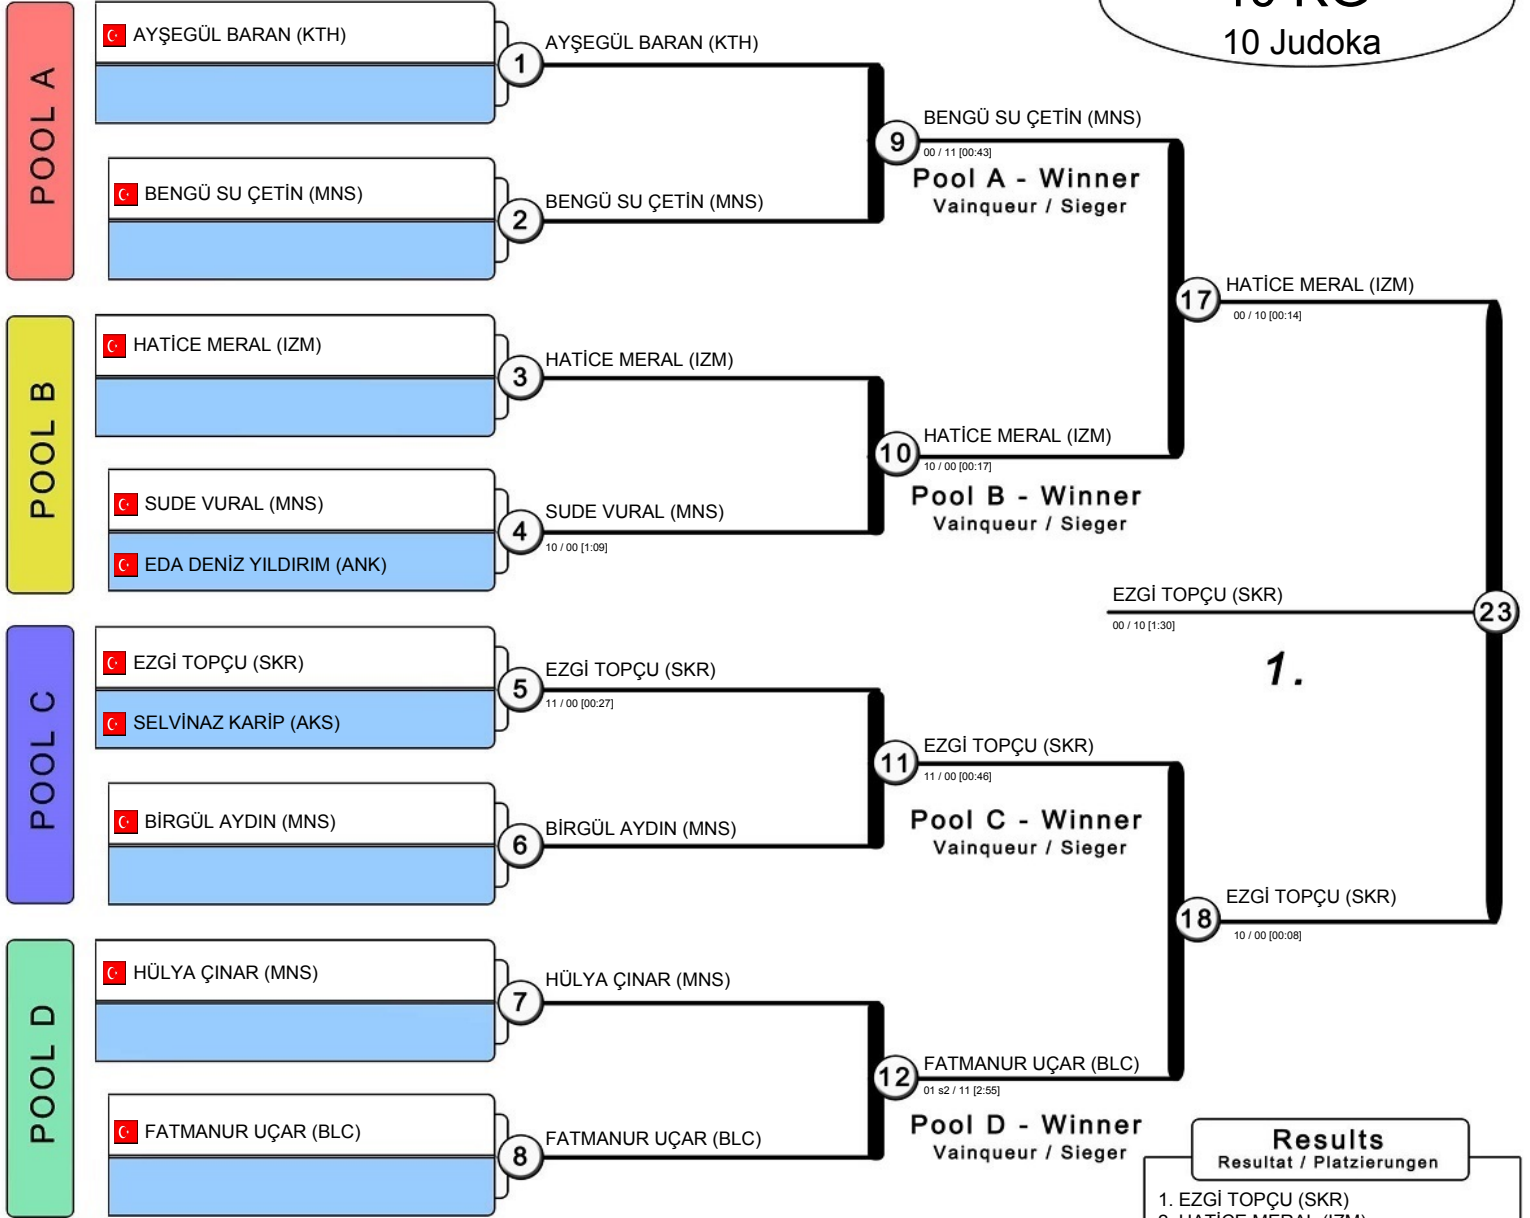 10 Judoka
POOL A
AYŞEGÜL BARAN (KTH)
1
AYŞEGÜL BARAN (KTH)
BENGÜ SU ÇETİN (MNS)
2
BENGÜ SU ÇETİN (MNS)
9
BENGÜ SU ÇETİN (MNS)
00 / 11 [00:43]
Pool A - Winner
Vainqueur / Sieger
POOL B
HATİCE MERAL (IZM)
3
HATİCE MERAL (IZM)
SUDE VURAL (MNS)
EDA DENİZ YILDIRIM (ANK)
4
SUDE VURAL (MNS)
10 / 00 [1:09]
10
HATİCE MERAL (IZM)
10 / 00 [00:17]
Pool B - Winner
Vainqueur / Sieger
17
HATİCE MERAL (IZM)
00 / 10 [00:14]
POOL C
EZGİ TOPÇU (SKR)
SELVİNAZ KARİP (AKS)
5
EZGİ TOPÇU (SKR)
11 / 00 [00:27]
BİRGÜL AYDIN (MNS)
6
BİRGÜL AYDIN (MNS)
11
EZGİ TOPÇU (SKR)
11 / 00 [00:46]
Pool C - Winner
Vainqueur / Sieger
POOL D
HÜLYA ÇINAR (MNS)
7
HÜLYA ÇINAR (MNS)
FATMANUR UÇAR (BLC)
8
FATMANUR UÇAR (BLC)
12
FATMANUR UÇAR (BLC)
01 s2 / 11 [2:55]
Pool D - Winner
Vainqueur / Sieger
18
EZGİ TOPÇU (SKR)
10 / 00 [00:08]
EZGİ TOPÇU (SKR)
23
00 / 10 [1:30]
1.
Results
Resultat / Platzierungen
1. EZGİ TOPÇU (SKR)
2. HATİCE MERAL (IZM)